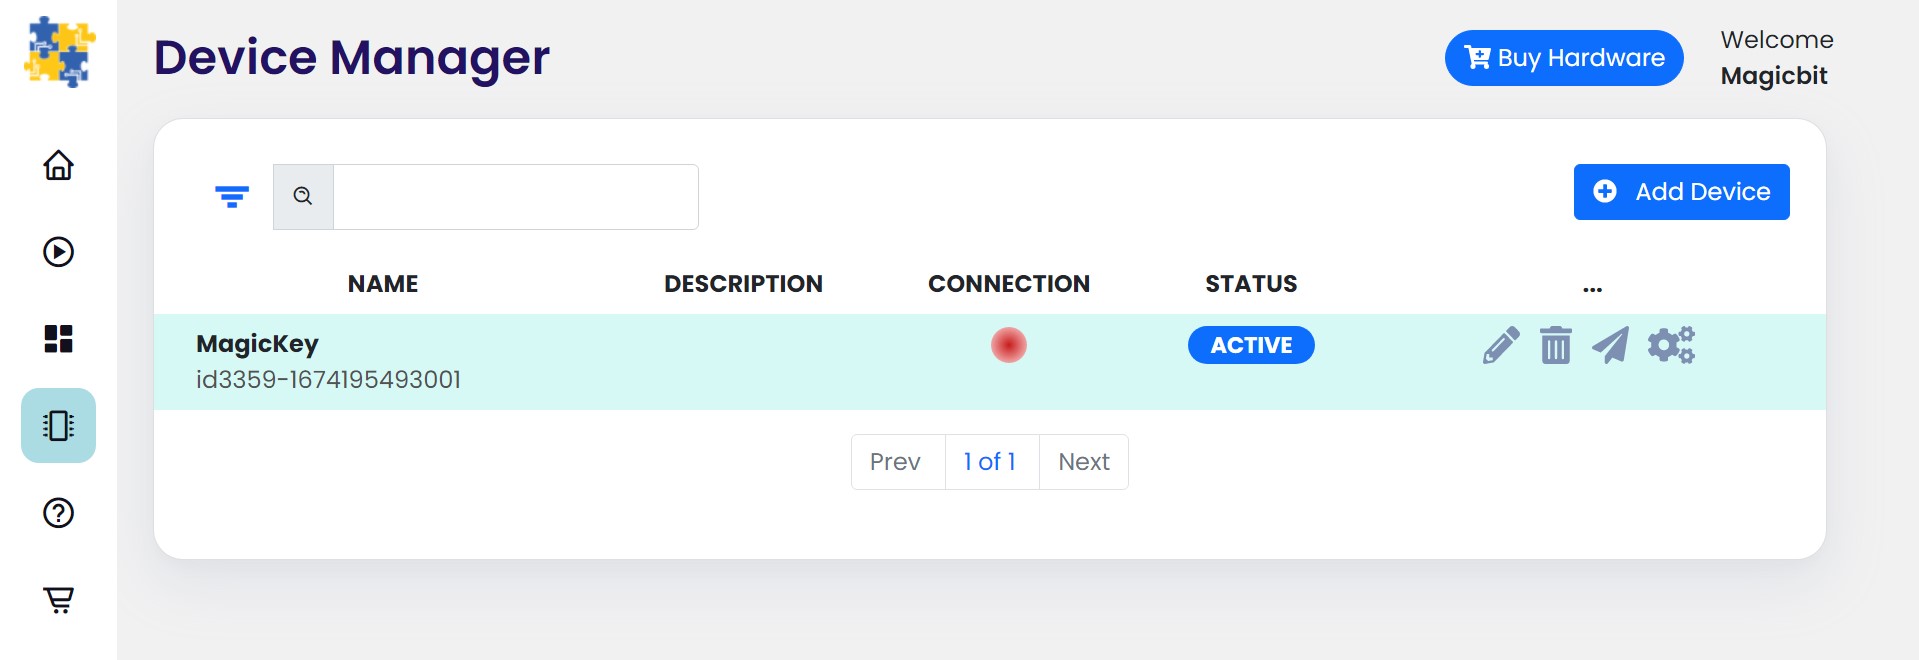 Device Manager
Buy Hardware
Welcome
Magicbit
Add Device
NAME DESCRIPTION CONNECTION STATUS ...
MagicKey
id3359-1674195493001
ACTIVE
Prev 1 of 1 Next